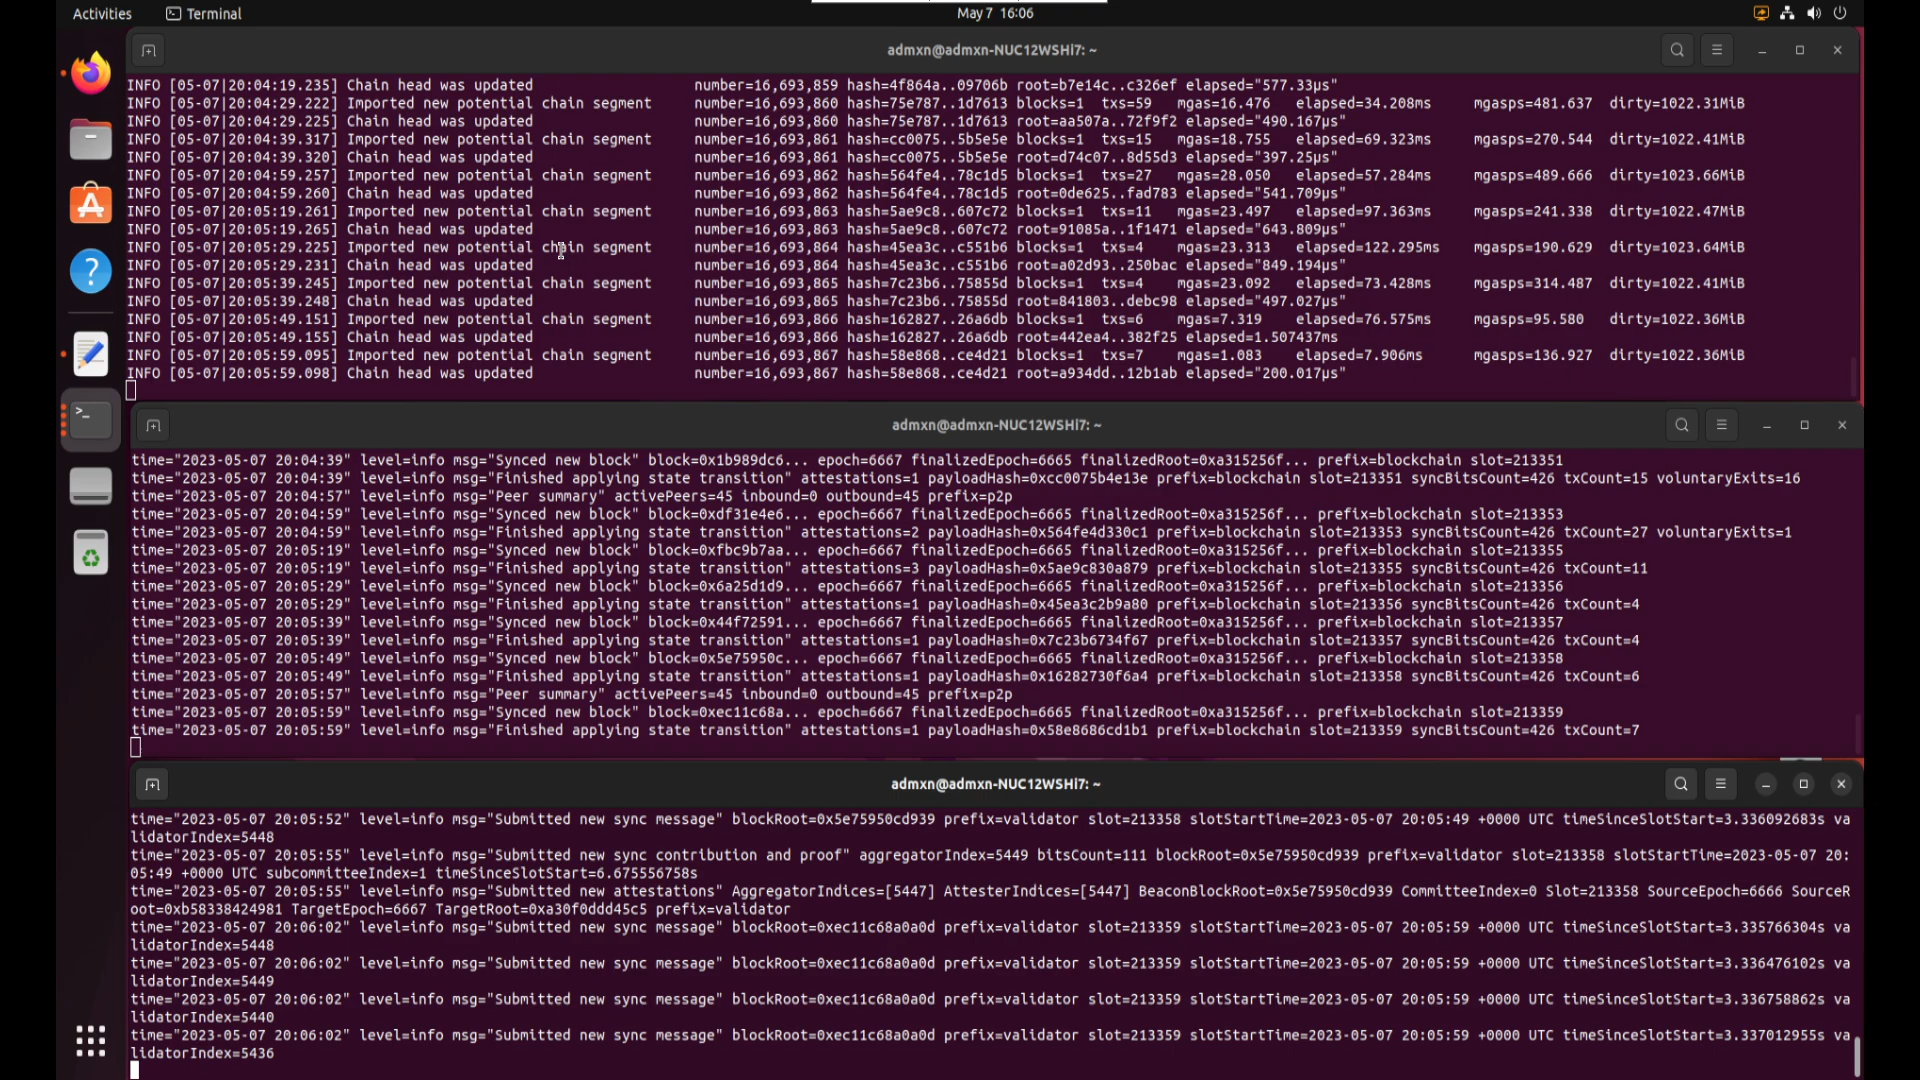 Activities Terminal May 7 16:06
admxn@admxn-NUC12WSHi7: ~
INFO [05-07|20:04:19.235] Chain head was updated number=16,693,859 hash=4f864a..09706b root=b7e14c..c326ef elapsed="577.33µs"
INFO [05-07|20:04:29.222] Imported new potential chain segment number=16,693,860 hash=75e787..1d7613 blocks=1 txs=59 mgas=16.476 elapsed=34.208ms mgasps=481.637 dirty=1022.31MiB
INFO [05-07|20:04:29.225] Chain head was updated number=16,693,860 hash=75e787..1d7613 root=aa507a..72f9f2 elapsed="490.167µs"
INFO [05-07|20:04:39.317] Imported new potential chain segment number=16,693,861 hash=cc0075..5b5e5e blocks=1 txs=15 mgas=18.755 elapsed=69.323ms mgasps=270.544 dirty=1022.41MiB
INFO [05-07|20:04:39.320] Chain head was updated number=16,693,861 hash=cc0075..5b5e5e root=d74c07..8d55d3 elapsed="397.25µs"
INFO [05-07|20:04:59.257] Imported new potential chain segment number=16,693,862 hash=564fe4..78c1d5 blocks=1 txs=27 mgas=28.050 elapsed=57.284ms mgasps=489.666 dirty=1023.66MiB
INFO [05-07|20:04:59.260] Chain head was updated number=16,693,862 hash=564fe4..78c1d5 root=0de625..fad783 elapsed="541.709µs"
INFO [05-07|20:05:19.261] Imported new potential chain segment number=16,693,863 hash=5ae9c8..607c72 blocks=1 txs=11 mgas=23.497 elapsed=97.363ms mgasps=241.338 dirty=1022.47MiB
INFO [05-07|20:05:19.265] Chain head was updated number=16,693,863 hash=5ae9c8..607c72 root=91085a..1f1471 elapsed="643.809µs"
INFO [05-07|20:05:29.225] Imported new potential chain segment number=16,693,864 hash=45ea3c..c551b6 blocks=1 txs=4 mgas=23.313 elapsed=122.295ms mgasps=190.629 dirty=1023.64MiB
INFO [05-07|20:05:29.231] Chain head was updated number=16,693,864 hash=45ea3c..c551b6 root=a02d93..250bac elapsed="849.194µs"
INFO [05-07|20:05:39.245] Imported new potential chain segment number=16,693,865 hash=7c23b6..75855d blocks=1 txs=4 mgas=23.092 elapsed=73.428ms mgasps=314.487 dirty=1022.41MiB
INFO [05-07|20:05:39.248] Chain head was updated number=16,693,865 hash=7c23b6..75855d root=841803..debc98 elapsed="497.027µs"
INFO [05-07|20:05:49.151] Imported new potential chain segment number=16,693,866 hash=162827..26a6db blocks=1 txs=6 mgas=7.319 elapsed=76.575ms mgasps=95.580 dirty=1022.36MiB
INFO [05-07|20:05:49.155] Chain head was updated number=16,693,866 hash=162827..26a6db root=442ea4..382f25 elapsed=1.507437ms
INFO [05-07|20:05:59.095] Imported new potential chain segment number=16,693,867 hash=58e868..ce4d21 blocks=1 txs=7 mgas=1.083 elapsed=7.906ms mgasps=136.927 dirty=1022.36MiB
INFO [05-07|20:05:59.098] Chain head was updated number=16,693,867 hash=58e868..ce4d21 root=a934dd..12b1ab elapsed="200.017µs"
admxn@admxn-NUC12WSHi7: ~
time="2023-05-07 20:04:39" level=info msg="Synced new block" block=0x1b989dc6... epoch=6667 finalizedEpoch=6665 finalizedRoot=0xa315256f... prefix=blockchain slot=213351
time="2023-05-07 20:04:39" level=info msg="Finished applying state transition" attestations=1 payloadHash=0xcc0075b4e13e prefix=blockchain slot=213351 syncBitsCount=426 txCount=15 voluntaryExits=16
time="2023-05-07 20:04:57" level=info msg="Peer summary" activePeers=45 inbound=0 outbound=45 prefix=p2p
time="2023-05-07 20:04:59" level=info msg="Synced new block" block=0xdf31e4e6... epoch=6667 finalizedEpoch=6665 finalizedRoot=0xa315256f... prefix=blockchain slot=213353
time="2023-05-07 20:04:59" level=info msg="Finished applying state transition" attestations=2 payloadHash=0x564fe4d330c1 prefix=blockchain slot=213353 syncBitsCount=426 txCount=27 voluntaryExits=1
time="2023-05-07 20:05:19" level=info msg="Synced new block" block=0xfbc9b7aa... epoch=6667 finalizedEpoch=6665 finalizedRoot=0xa315256f... prefix=blockchain slot=213355
time="2023-05-07 20:05:19" level=info msg="Finished applying state transition" attestations=3 payloadHash=0x5ae9c830a879 prefix=blockchain slot=213355 syncBitsCount=426 txCount=11
time="2023-05-07 20:05:29" level=info msg="Synced new block" block=0x6a25d1d9... epoch=6667 finalizedEpoch=6665 finalizedRoot=0xa315256f... prefix=blockchain slot=213356
time="2023-05-07 20:05:29" level=info msg="Finished applying state transition" attestations=1 payloadHash=0x45ea3c2b9a80 prefix=blockchain slot=213356 syncBitsCount=426 txCount=4
time="2023-05-07 20:05:39" level=info msg="Synced new block" block=0x44f72591... epoch=6667 finalizedEpoch=6665 finalizedRoot=0xa315256f... prefix=blockchain slot=213357
time="2023-05-07 20:05:39" level=info msg="Finished applying state transition" attestations=1 payloadHash=0x7c23b6734f67 prefix=blockchain slot=213357 syncBitsCount=426 txCount=4
time="2023-05-07 20:05:49" level=info msg="Synced new block" block=0x5e75950c... epoch=6667 finalizedEpoch=6665 finalizedRoot=0xa315256f... prefix=blockchain slot=213358
time="2023-05-07 20:05:49" level=info msg="Finished applying state transition" attestations=1 payloadHash=0x16282730f6a4 prefix=blockchain slot=213358 syncBitsCount=426 txCount=6
time="2023-05-07 20:05:57" level=info msg="Peer summary" activePeers=45 inbound=0 outbound=45 prefix=p2p
time="2023-05-07 20:05:59" level=info msg="Synced new block" block=0xec11c68a... epoch=6667 finalizedEpoch=6665 finalizedRoot=0xa315256f... prefix=blockchain slot=213359
time="2023-05-07 20:05:59" level=info msg="Finished applying state transition" attestations=1 payloadHash=0x58e8686cd1b1 prefix=blockchain slot=213359 syncBitsCount=426 txCount=7
admxn@admxn-NUC12WSHi7: ~
time="2023-05-07 20:05:52" level=info msg="Submitted new sync message" blockRoot=0x5e75950cd939 prefix=validator slot=213358 slotStartTime=2023-05-07 20:05:49 +0000 UTC timeSinceSlotStart=3.336092683s va
lidatorIndex=5448
time="2023-05-07 20:05:55" level=info msg="Submitted new sync contribution and proof" aggregatorIndex=5449 bitsCount=111 blockRoot=0x5e75950cd939 prefix=validator slot=213358 slotStartTime=2023-05-07 20:
05:49 +0000 UTC subcommitteeIndex=1 timeSinceSlotStart=6.675556758s
time="2023-05-07 20:05:55" level=info msg="Submitted new attestations" AggregatorIndices=[5447] AttesterIndices=[5447] BeaconBlockRoot=0x5e75950cd939 CommitteeIndex=0 Slot=213358 SourceEpoch=6666 SourceR
oot=0xb58338424981 TargetEpoch=6667 TargetRoot=0xa30f0ddd45c5 prefix=validator
time="2023-05-07 20:06:02" level=info msg="Submitted new sync message" blockRoot=0xec11c68a0a0d prefix=validator slot=213359 slotStartTime=2023-05-07 20:05:59 +0000 UTC timeSinceSlotStart=3.335766304s va
lidatorIndex=5448
time="2023-05-07 20:06:02" level=info msg="Submitted new sync message" blockRoot=0xec11c68a0a0d prefix=validator slot=213359 slotStartTime=2023-05-07 20:05:59 +0000 UTC timeSinceSlotStart=3.336476102s va
lidatorIndex=5449
time="2023-05-07 20:06:02" level=info msg="Submitted new sync message" blockRoot=0xec11c68a0a0d prefix=validator slot=213359 slotStartTime=2023-05-07 20:05:59 +0000 UTC timeSinceSlotStart=3.336758862s va
lidatorIndex=5440
time="2023-05-07 20:06:02" level=info msg="Submitted new sync message" blockRoot=0xec11c68a0a0d prefix=validator slot=213359 slotStartTime=2023-05-07 20:05:59 +0000 UTC timeSinceSlotStart=3.337012955s va
lidatorIndex=5436